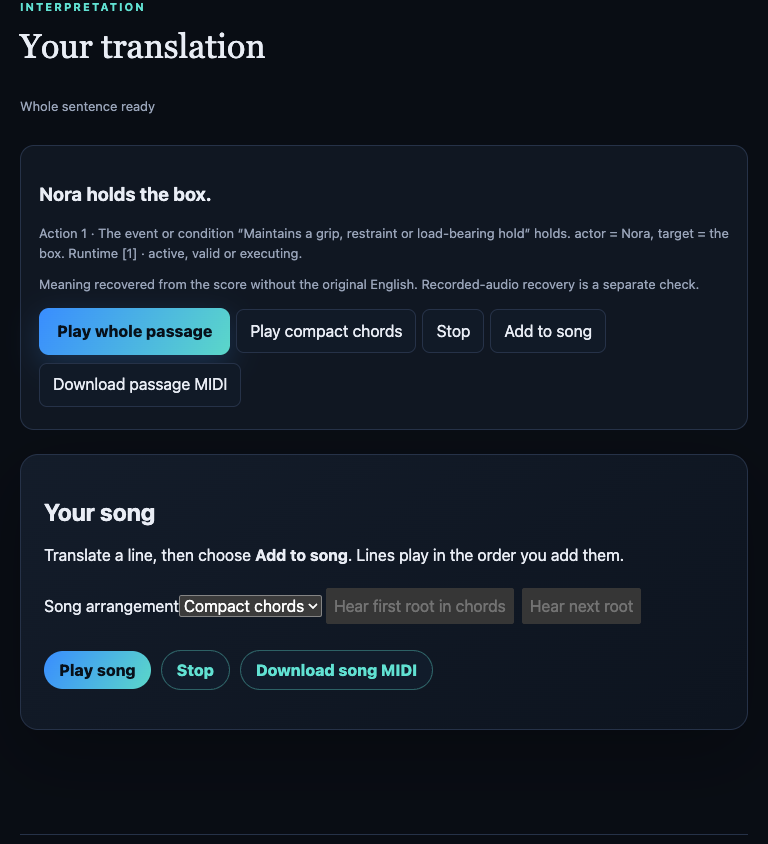 INTERPRETATION
Your translation
Whole sentence ready
Nora holds the box.
Action 1 · The event or condition “Maintains a grip, restraint or load-bearing hold” holds. actor = Nora, target = the
box. Runtime [1] · active, valid or executing.
Meaning recovered from the score without the original English. Recorded-audio recovery is a separate check.
Play whole passage Play compact chords Stop Add to song
Download passage MIDI
Your song
Translate a line, then choose Add to song. Lines play in the order you add them.
Song arrangement Compact chords Hear first root in chords Hear next root
Play song Stop Download song MIDI